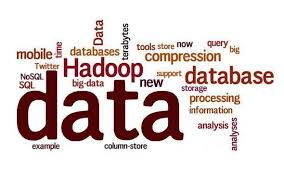 Data
time
terabytes
mobile
databases
tools
store
now
query
Twitter
Hadoop
compression
big
NoSQL
SQL
big-data
new
support
database
storage
processing
data
information
analysis
analyses
example
column-store